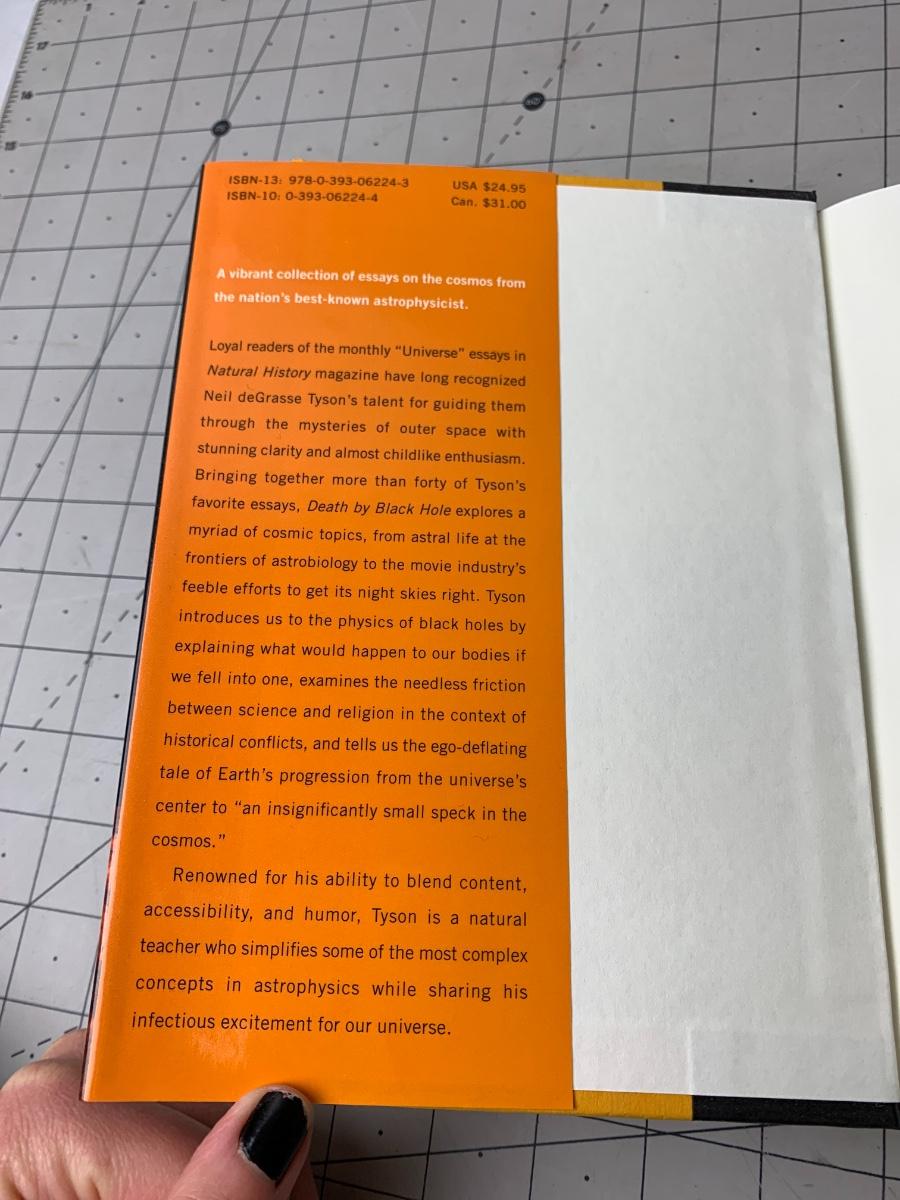 ISBN-13: 978-0-393-06224-3
ISBN-10: 0-393-06224-4
USA $24.95
Can. $31.00
A vibrant collection of essays on the cosmos from
the nation's best-known astrophysicist.
Loyal readers of the monthly “Universe” essays in
Natural History magazine have long recognized
Neil deGrasse Tyson's talent for guiding them
through the mysteries of outer space with
stunning clarity and almost childlike enthusiasm.
Bringing together more than forty of Tyson's
favorite essays, Death by Black Hole explores a
myriad of cosmic topics, from astral life at the
frontiers of astrobiology to the movie industry's
feeble efforts to get its night skies right. Tyson
introduces us to the physics of black holes by
explaining what would happen to our bodies if
we fell into one, examines the needless friction
between science and religion in the context of
historical conflicts, and tells us the ego-deflating
tale of Earth's progression from the universe's
center to “an insignificantly small speck in the
cosmos.”
Renowned for his ability to blend content,
accessibility, and humor, Tyson is a natural
teacher who simplifies some of the most complex
concepts in astrophysics while sharing his
infectious excitement for our universe.